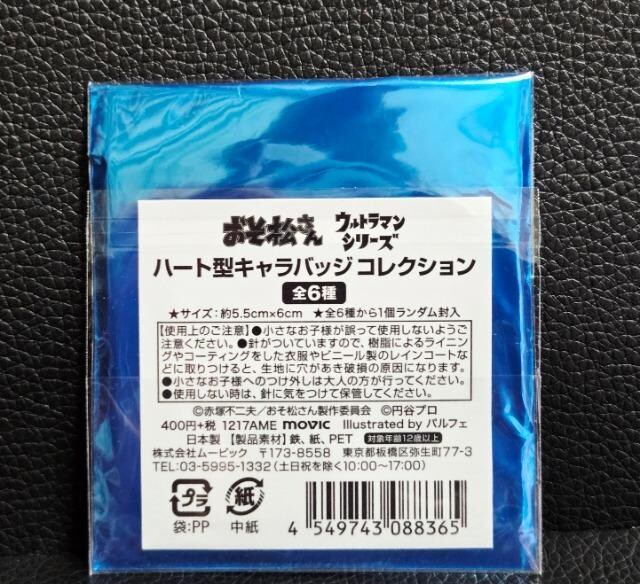 おそ松さん ウルトラマンシリーズ
ハート型キャラバッジ コレクション
全6種
★サイズ：約5.5cm×6cm ★全6種から1個ランダム封入
【使用上のご注意】●小さなお子様が誤って使用しないようご
注意ください。●針がついていますので、樹脂によるライニン
グやコーティングをした衣服やビニール製のレインコートな
どに取りつけると、生地に穴があき破損の原因になります。
●小さなお子様へのつけ外しは大人の方が行ってください。
●使用しない時は、針に気をつけて保管してください。
©赤塚不二夫／おそ松さん製作委員会 ©円谷プロ
400円+税 1217AME movic Illustrated by パルフェ
日本製 【製品素材】鉄、紙、PET 対象年齢12歳以上
株式会社ムービック 〒173-8558 東京都板橋区弥生町77-3
TEL:03-5995-1332(土日祝を除く10:00〜17:00)
プラ 紙
袋:PP 中紙
4 549743 088365